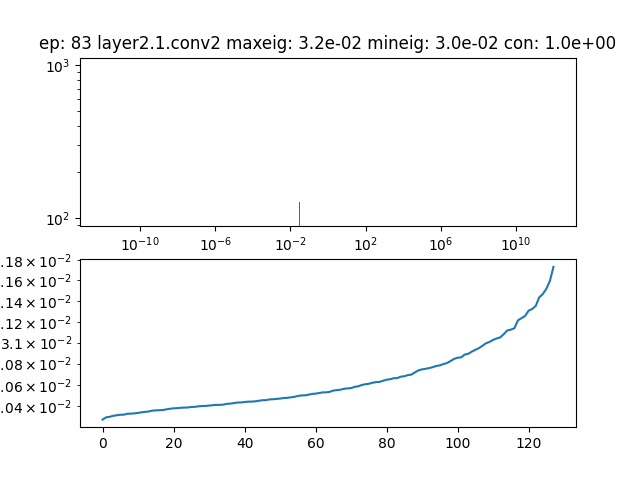 ep: 83 layer2.1.conv2 maxeig: 3.2e-02 mineig: 3.0e-02 con: 1.0e+00
10³
10²
10⁻¹⁰ 10⁻⁶ 10⁻² 10² 10⁶ 10¹⁰
.18 × 10⁻²
.16 × 10⁻²
.14 × 10⁻²
.12 × 10⁻²
3.1 × 10⁻²
.08 × 10⁻²
.06 × 10⁻²
.04 × 10⁻²
0 20 40 60 80 100 120